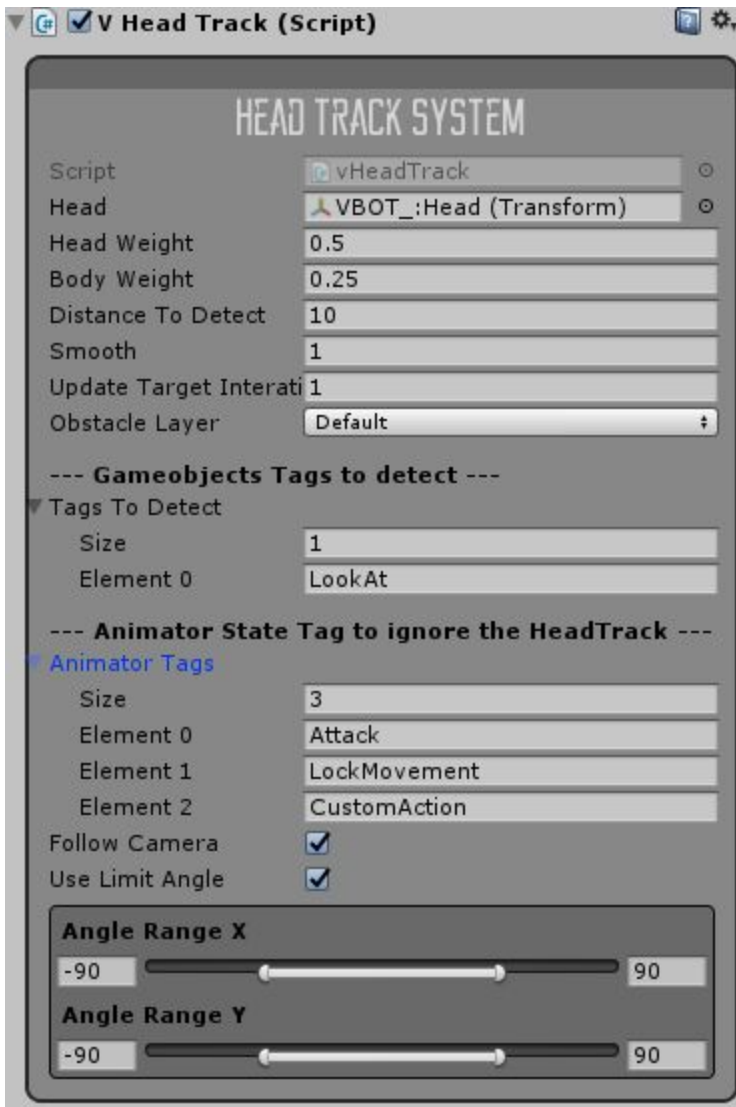 V Head Track (Script)
HEAD TRACK SYSTEM
Script vHeadTrack
Head VBOT_:Head (Transform)
Head Weight 0.5
Body Weight 0.25
Distance To Detect 10
Smooth 1
Update Target Interati 1
Obstacle Layer Default
--- Gameobjects Tags to detect ---
Tags To Detect
Size 1
Element 0 LookAt
--- Animator State Tag to ignore the HeadTrack ---
Animator Tags
Size 3
Element 0 Attack
Element 1 LockMovement
Element 2 CustomAction
Follow Camera
Use Limit Angle
Angle Range X
-90 90
Angle Range Y
-90 90